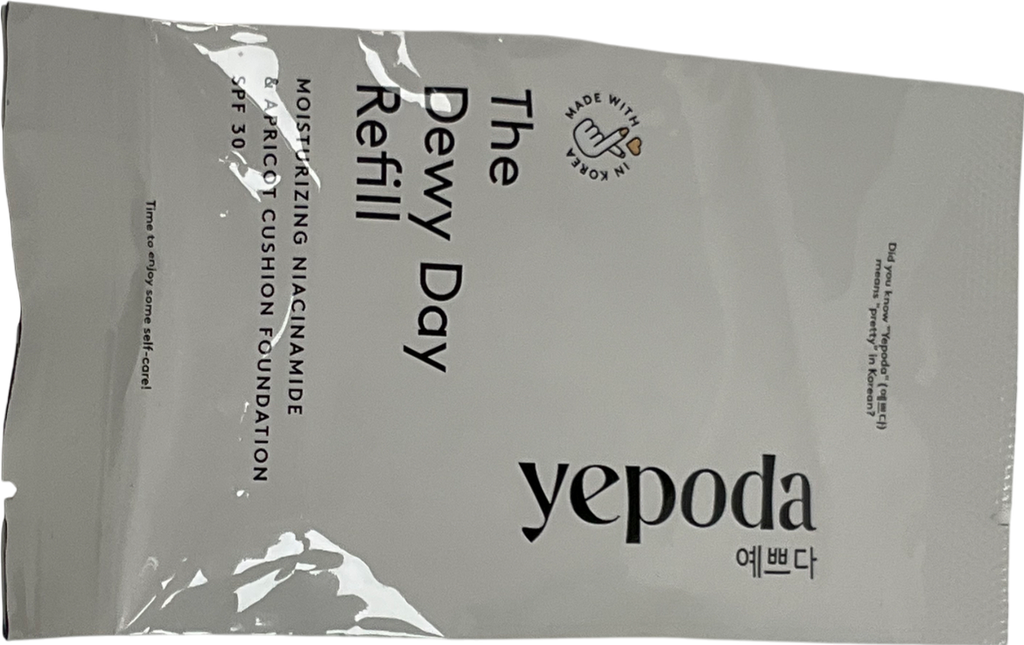 Did you know "Yepoda" (예쁘다)
means "pretty" in Korean?
yepoda
예쁘다
MADE WITH
IN KOREA
The
Dewy Day
Refill
MOISTURIZING NIACINAMIDE
& APRICOT CUSHION FOUNDATION
SPF 30
Time to enjoy some self-care!